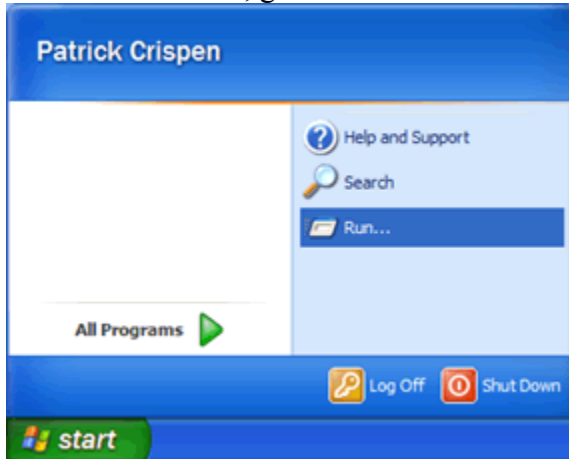 Patrick Crispen
Help and Support
Search
Run...
All Programs
Log Off
Shut Down
start